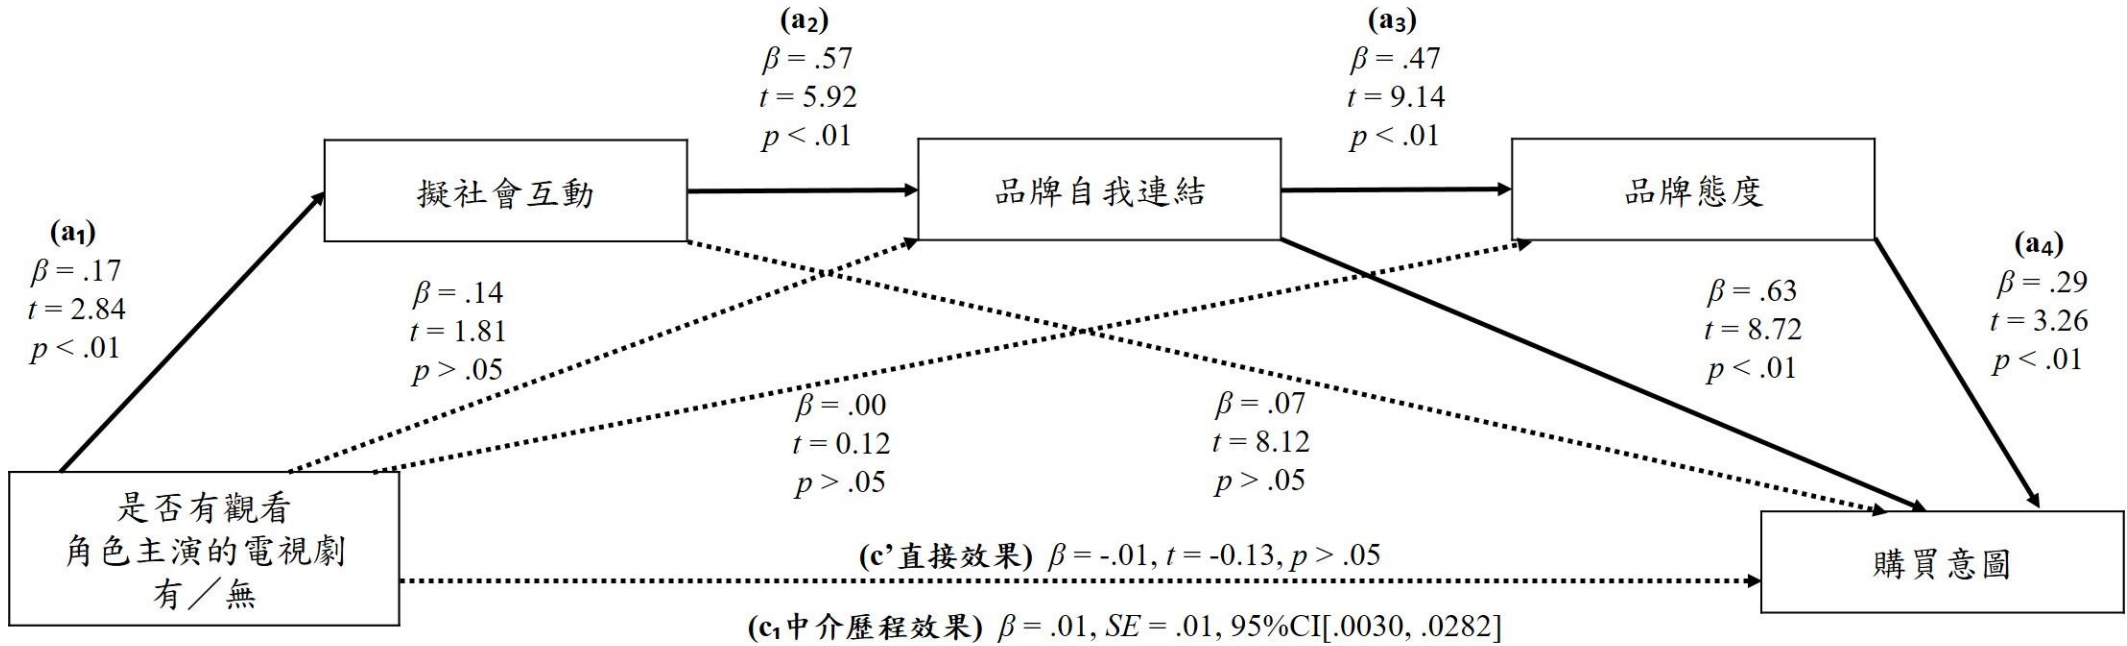 (a₂)
β = .57
t = 5.92
p < .01
(a₃)
β = .47
t = 9.14
p < .01
擬社會互動
品牌自我連結
品牌態度
(a₁)
β = .17
t = 2.84
p < .01
β = .14
t = 1.81
p > .05
β = .00
t = 0.12
p > .05
β = .07
t = 8.12
p > .05
β = .63
t = 8.72
p < .01
(a₄)
β = .29
t = 3.26
p < .01
是否有觀看
角色主演的電視劇
有／無
(c’直接效果) β = -.01, t = -0.13, p > .05
(c₁中介歷程效果) β = .01, SE = .01, 95%CI[.0030, .0282]
購買意圖